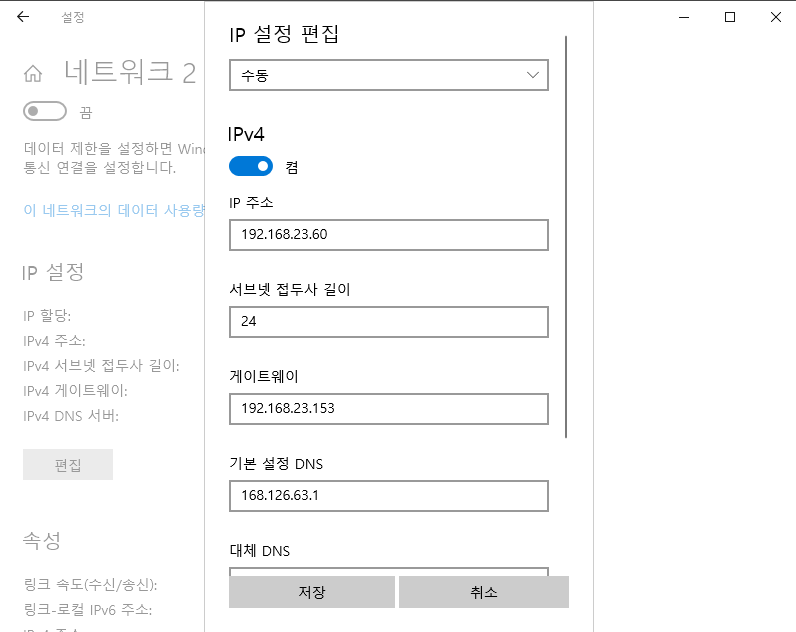 설정
네트워크 2
끔
데이터 제한을 설정하면 Wind
통신 연결을 설정합니다.
이 네트워크의 데이터 사용량
IP 설정
IP 할당:
IPv4 주소:
IPv4 서브넷 접두사 길이:
IPv4 게이트웨이:
IPv4 DNS 서버:
편집
속성
링크 속도(수신/송신):
링크-로컬 IPv6 주소:
IP 설정 편집
수동
IPv4
켬
IP 주소
192.168.23.60
서브넷 접두사 길이
24
게이트웨이
192.168.23.153
기본 설정 DNS
168.126.63.1
대체 DNS
저장
취소